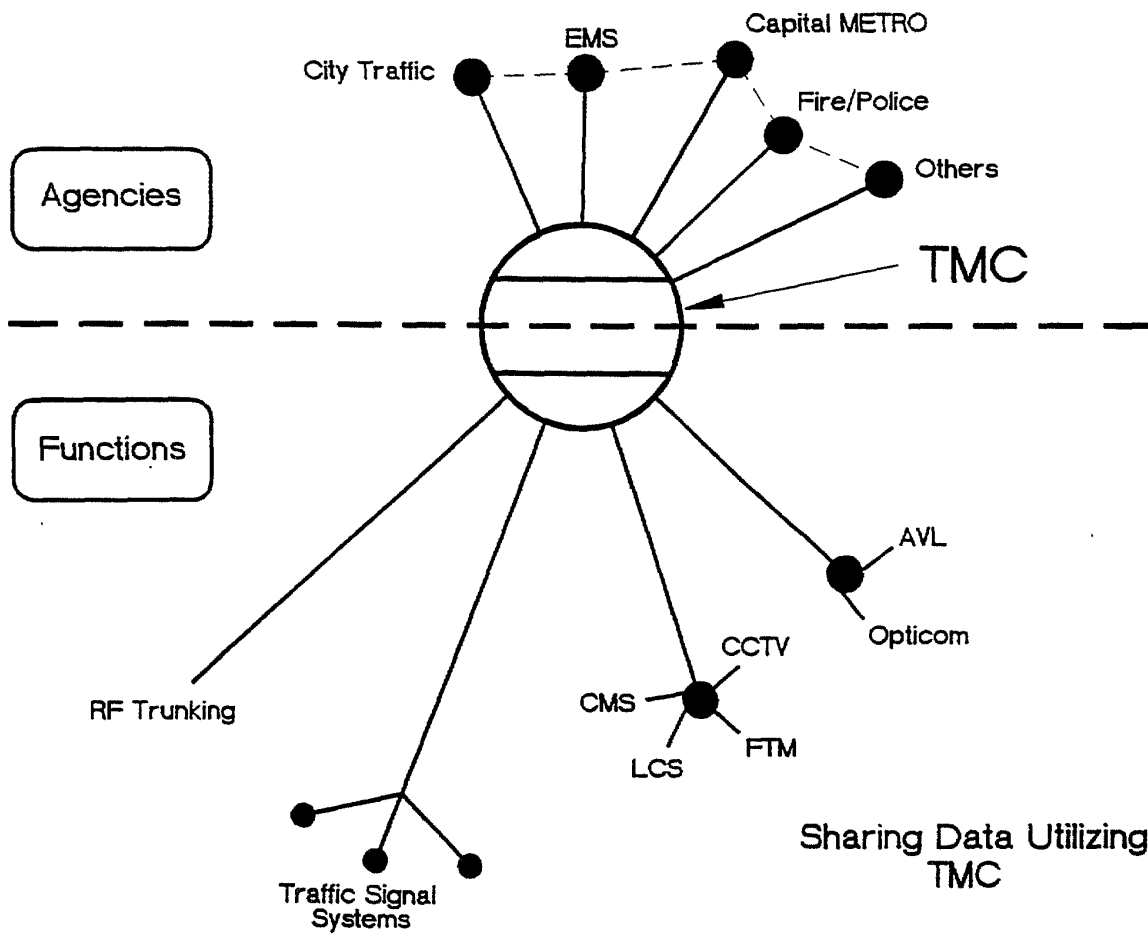 Capital METRO
EMS
City Traffic
Fire/Police
Others
Agencies
TMC
Functions
AVL
Opticom
CCTV
CMS
RF Trunking
FTM
LCS
Sharing Data Utilizing
TMC
Traffic Signal
Systems